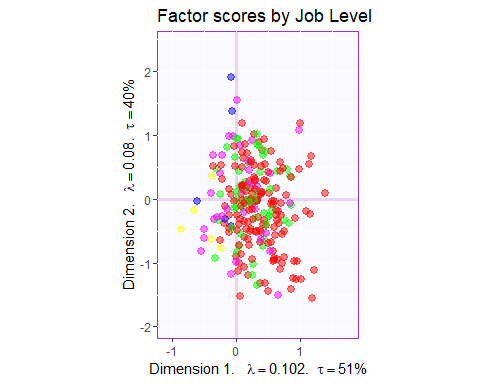 Factor scores by Job Level
Dimension 2.  λ = 0.08.  τ = 40%
2
1
0
-1
-2
-1
0
1
Dimension 1.  λ = 0.102.  τ = 51%